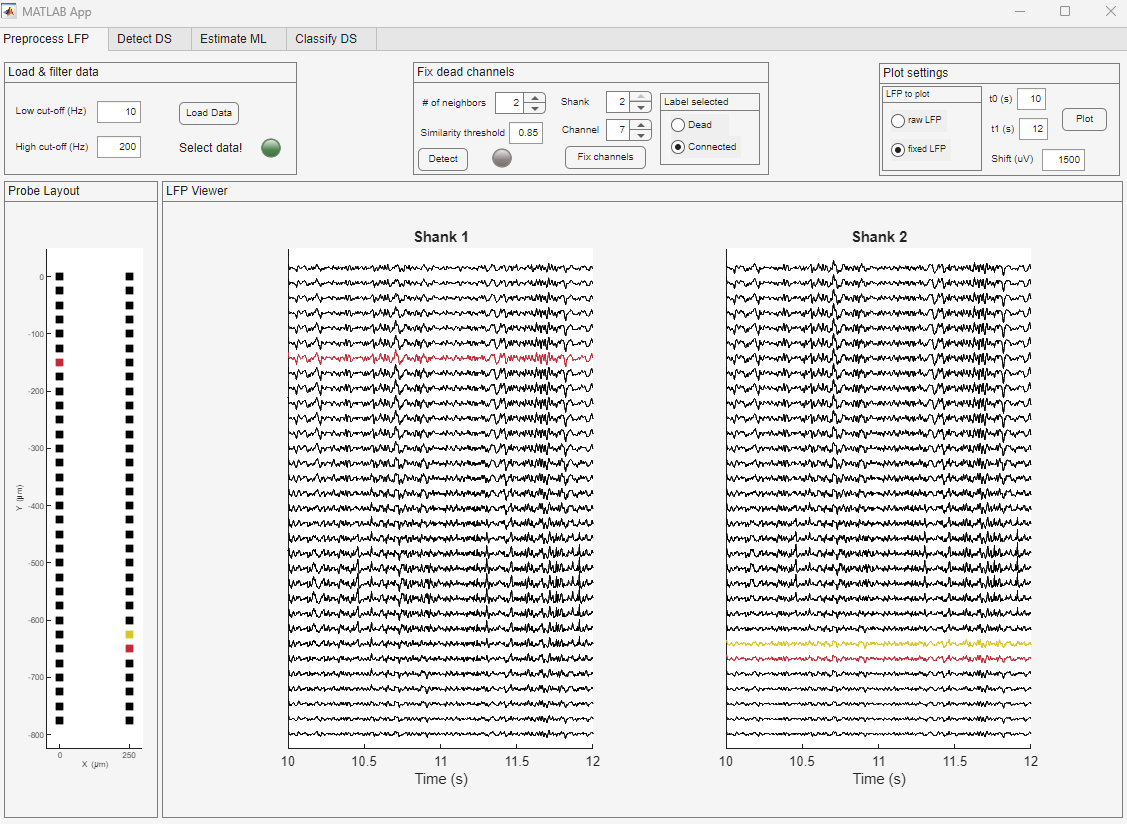 MATLAB App
Preprocess LFP
Detect DS
Estimate ML
Classify DS
Load & filter data
Low cut-off (Hz)
10
Load Data
High cut-off (Hz)
200
Select data!
Fix dead channels
# of neighbors
2
Shank
2
Similarity threshold
0.85
Channel
7
Detect
Fix channels
Label selected
Dead
Connected
Plot settings
LFP to plot
raw LFP
fixed LFP
t0 (s)
10
t1 (s)
12
Plot
Shift (uV)
1500
Probe Layout
0
-100
-200
-300
-400
-500
-600
-700
-800
Y (μm)
0
250
X (μm)
LFP Viewer
Shank 1
10
10.5
11
11.5
12
Time (s)
Shank 2
10
10.5
11
11.5
12
Time (s)